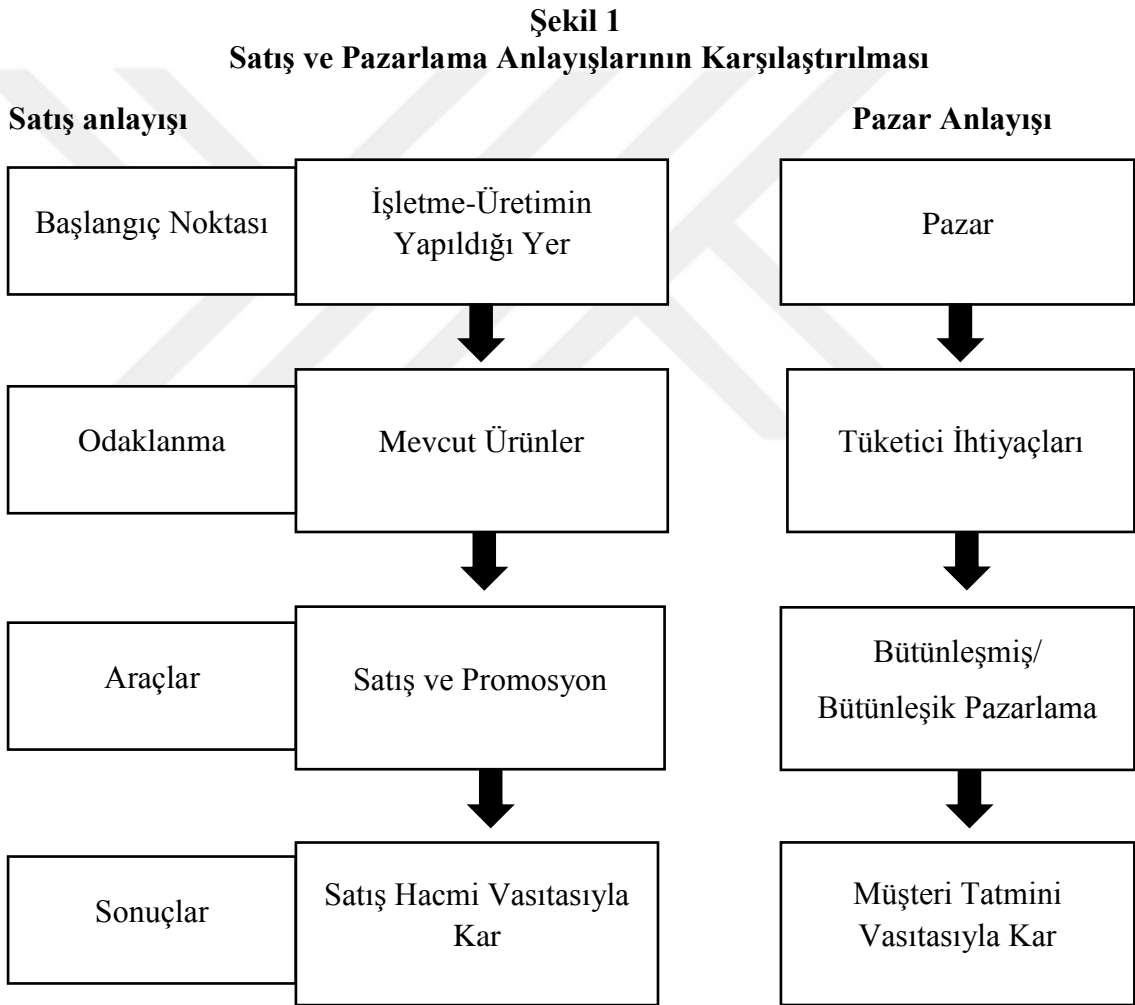 Şekil 1
Satış ve Pazarlama Anlayışlarının Karşılaştırılması
Satış anlayışı
Pazar Anlayışı
Başlangıç Noktası
İşletme-Üretimin
Yapıldığı Yer
Pazar
Odaklanma
Mevcut Ürünler
Tüketici İhtiyaçları
Araçlar
Satış ve Promosyon
Bütünleşmiş/
Bütünleşik Pazarlama
Sonuçlar
Satış Hacmi Vasıtasıyla
Kar
Müşteri Tatmini
Vasıtasıyla Kar